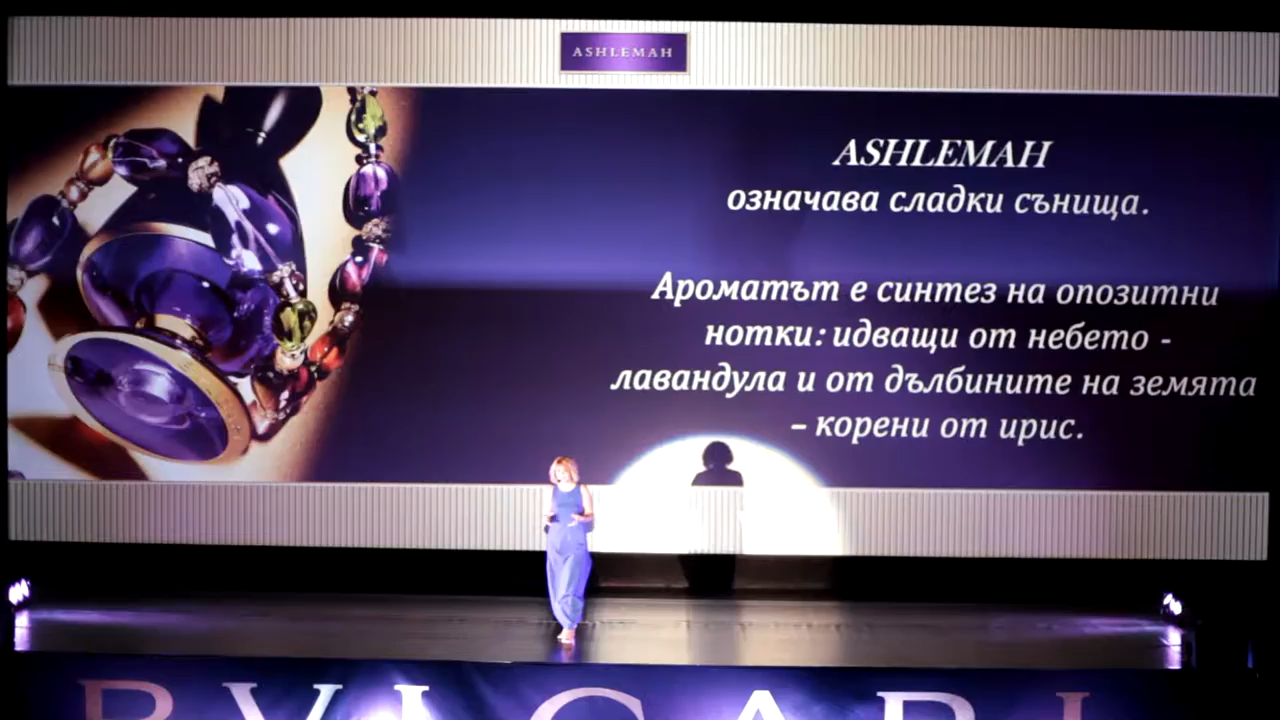 ASHLEMAH
ASHLEMAH
означава сладки сънища.
Ароматът е синтез на опозитни
нотки: идващи от небето -
лавандула и от дълбините на земята
– корени от ирис.
BVLGARI